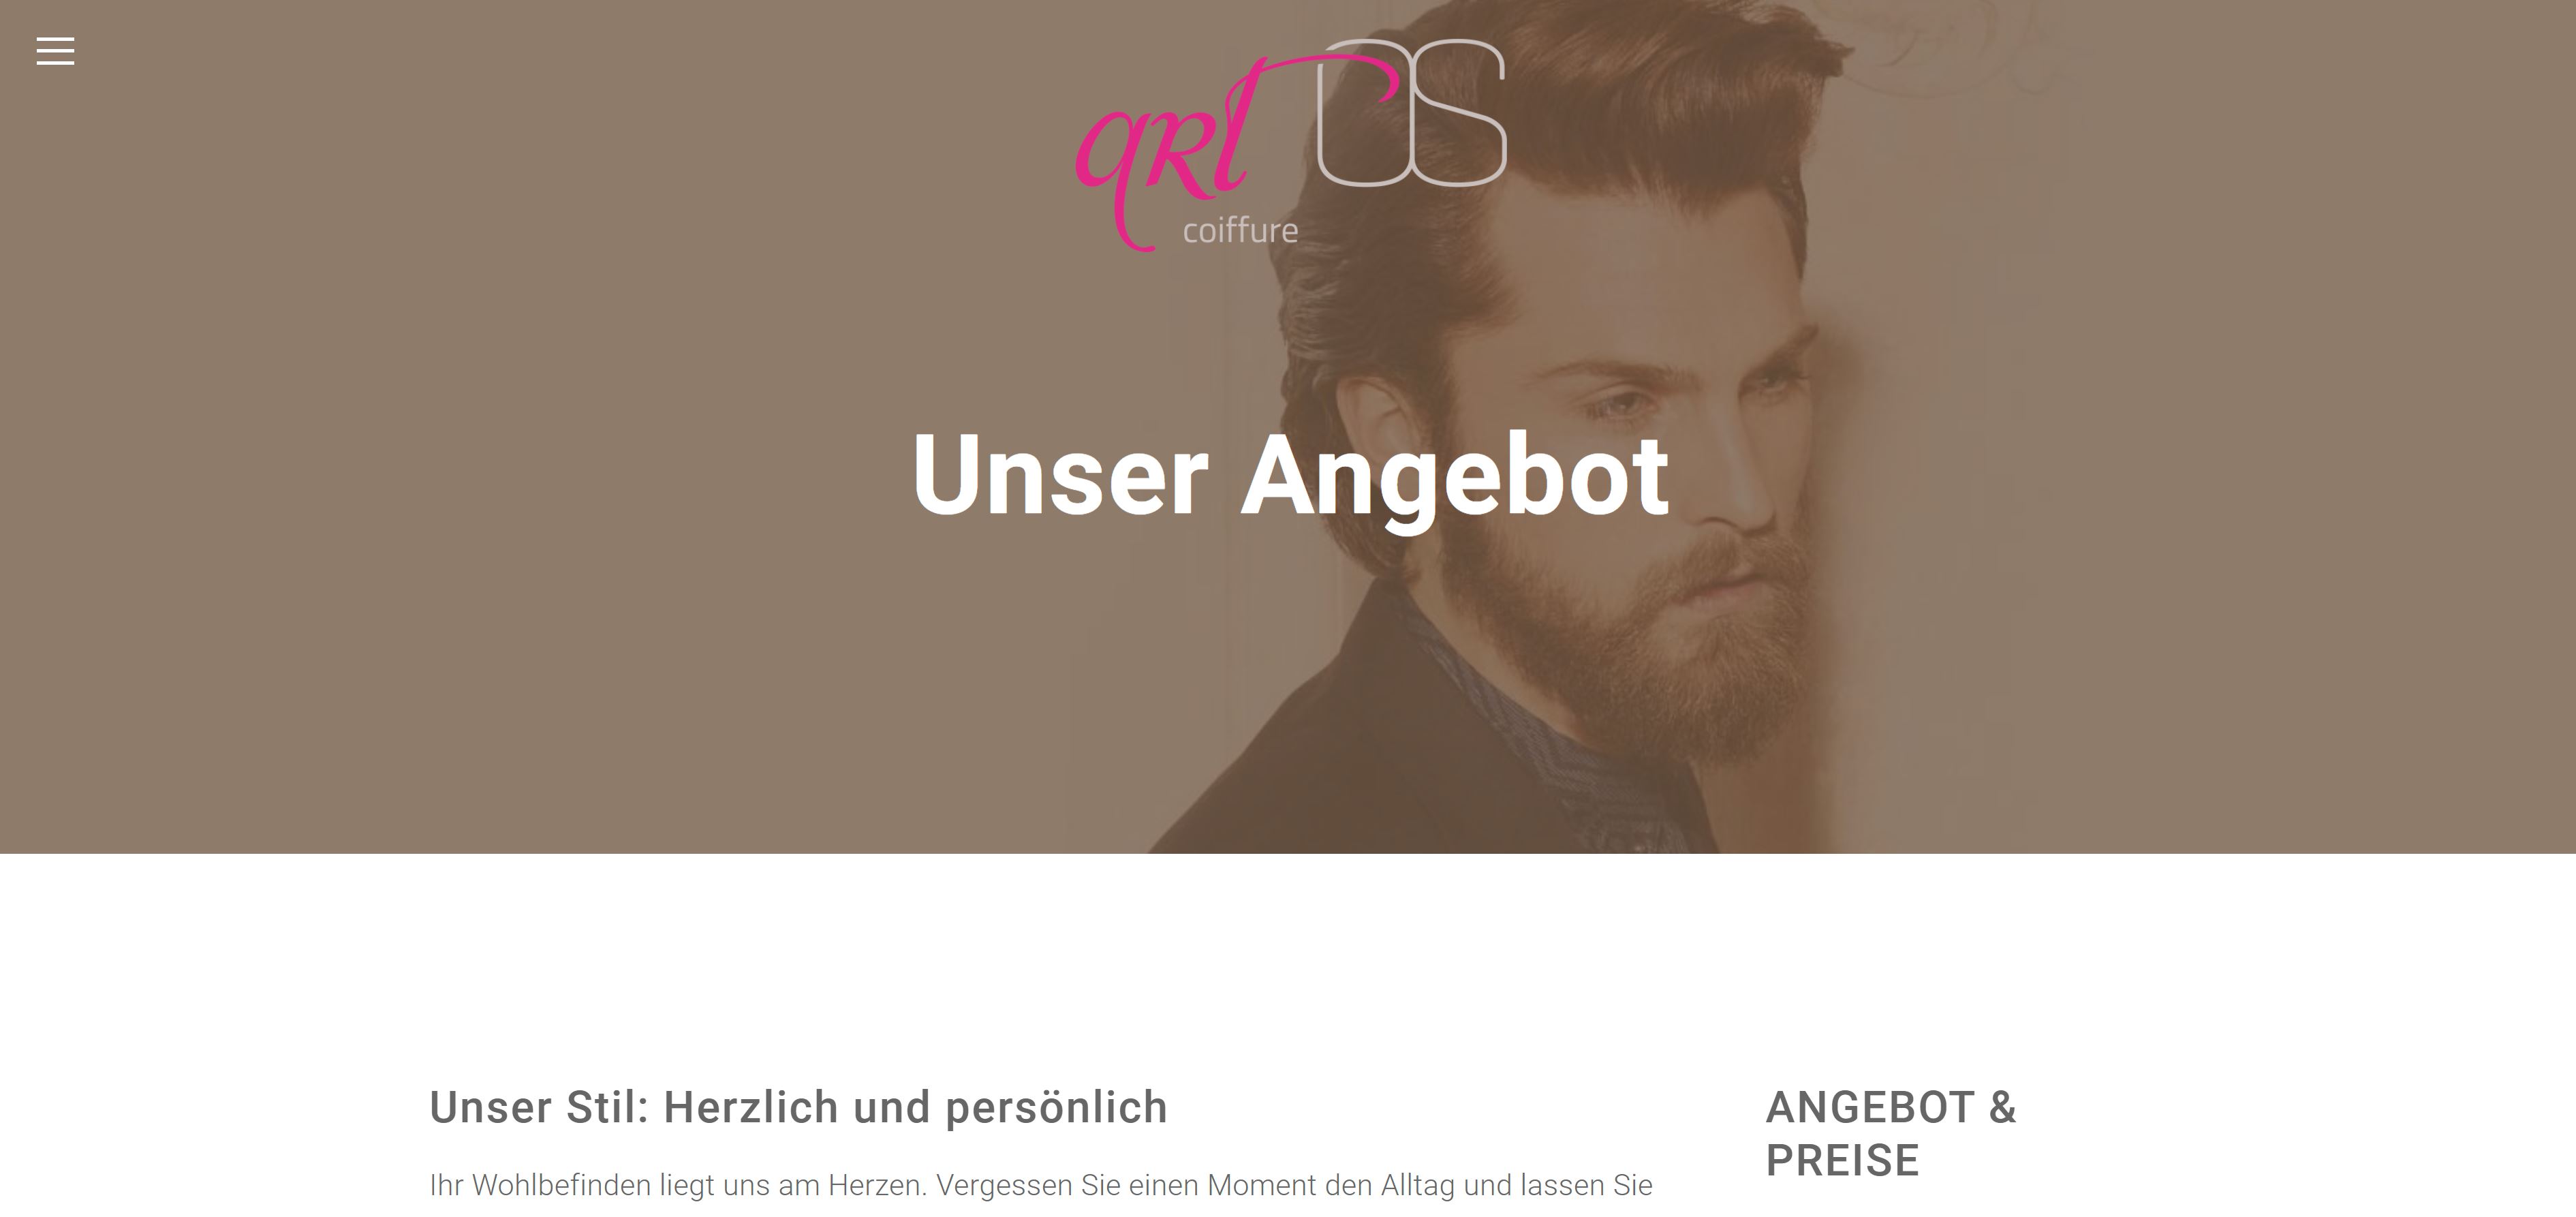 art OS
coiffure
Unser Angebot
Unser Stil: Herzlich und persönlich
Ihr Wohlbefinden liegt uns am Herzen. Vergessen Sie einen Moment den Alltag und lassen Sie
ANGEBOT &
PREISE